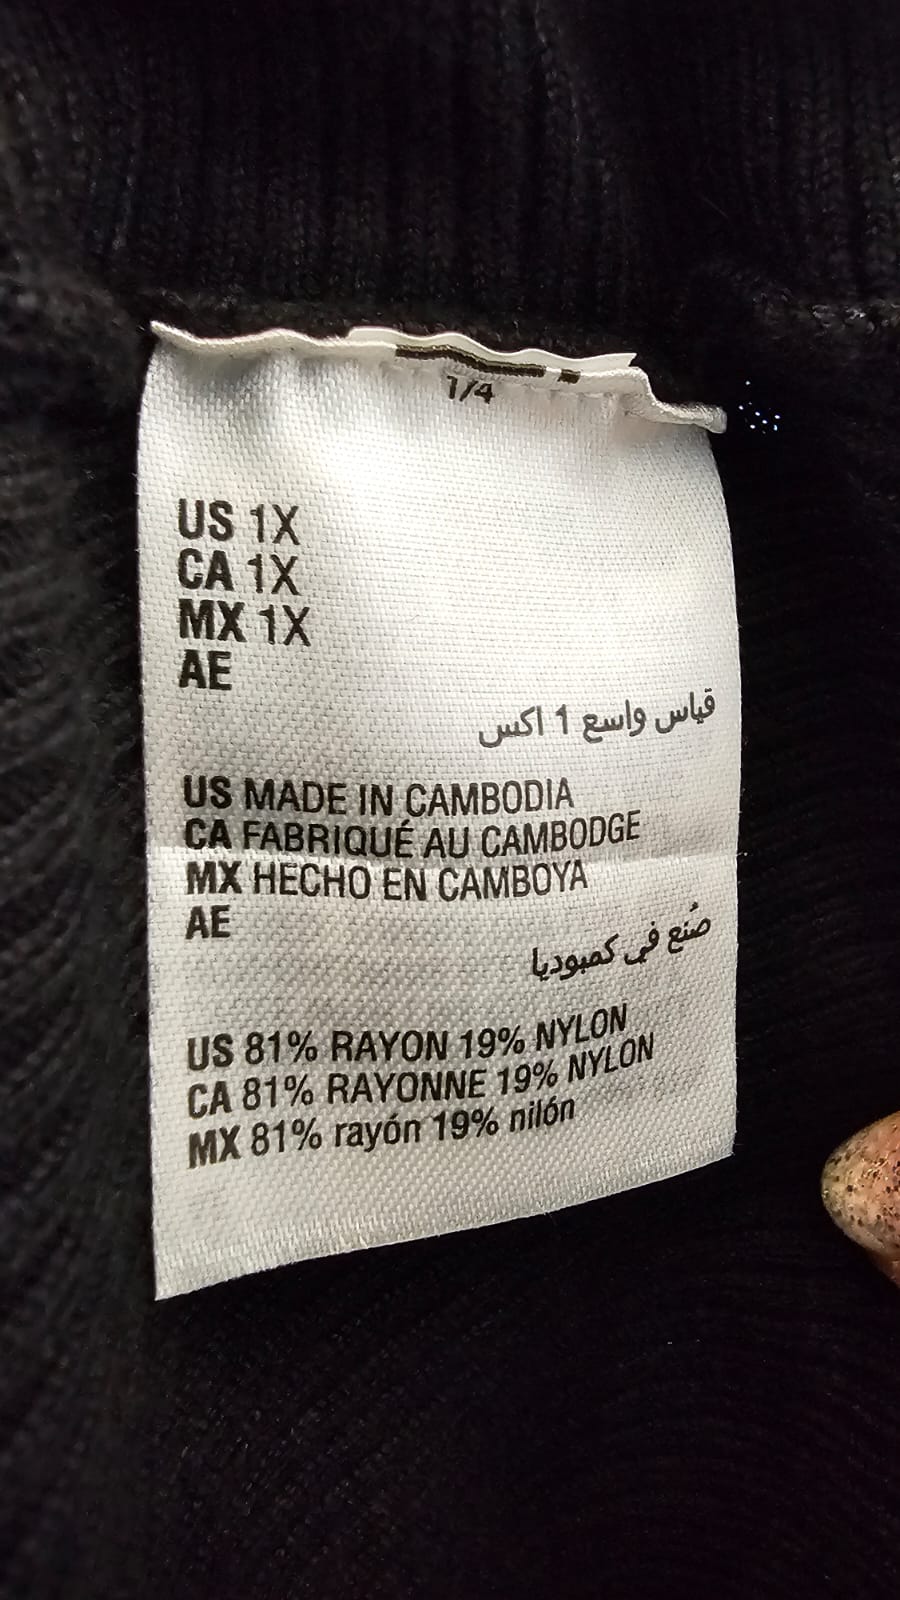 1/4
US 1X
CA 1X
MX 1X
AE
قياس واسع 1 اكس
US MADE IN CAMBODIA
CA FABRIQUÉ AU CAMBODGE
MX HECHO EN CAMBOYA
AE
صُنع في كمبوديا
US 81% RAYON 19% NYLON
CA 81% RAYONNE 19% NYLON
MX 81% rayón 19% nilón